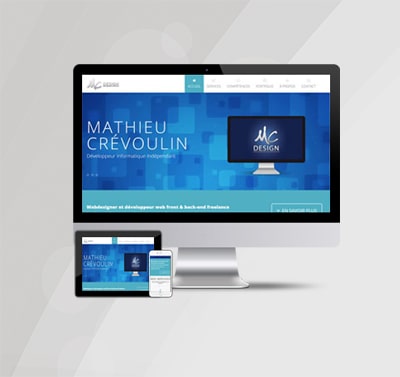 MC DESIGN
ACCUEIL SERVICES COMPÉTENCES PORTFOLIO À PROPOS CONTACT
MATHIEU
CRÉVOULIN
Développeur Informatique Indépendant
MC
DESIGN
Webdesigner et développeur web front & back-end freelance
EN SAVOIR PLUS
MATHIEU
CRÉVOULIN